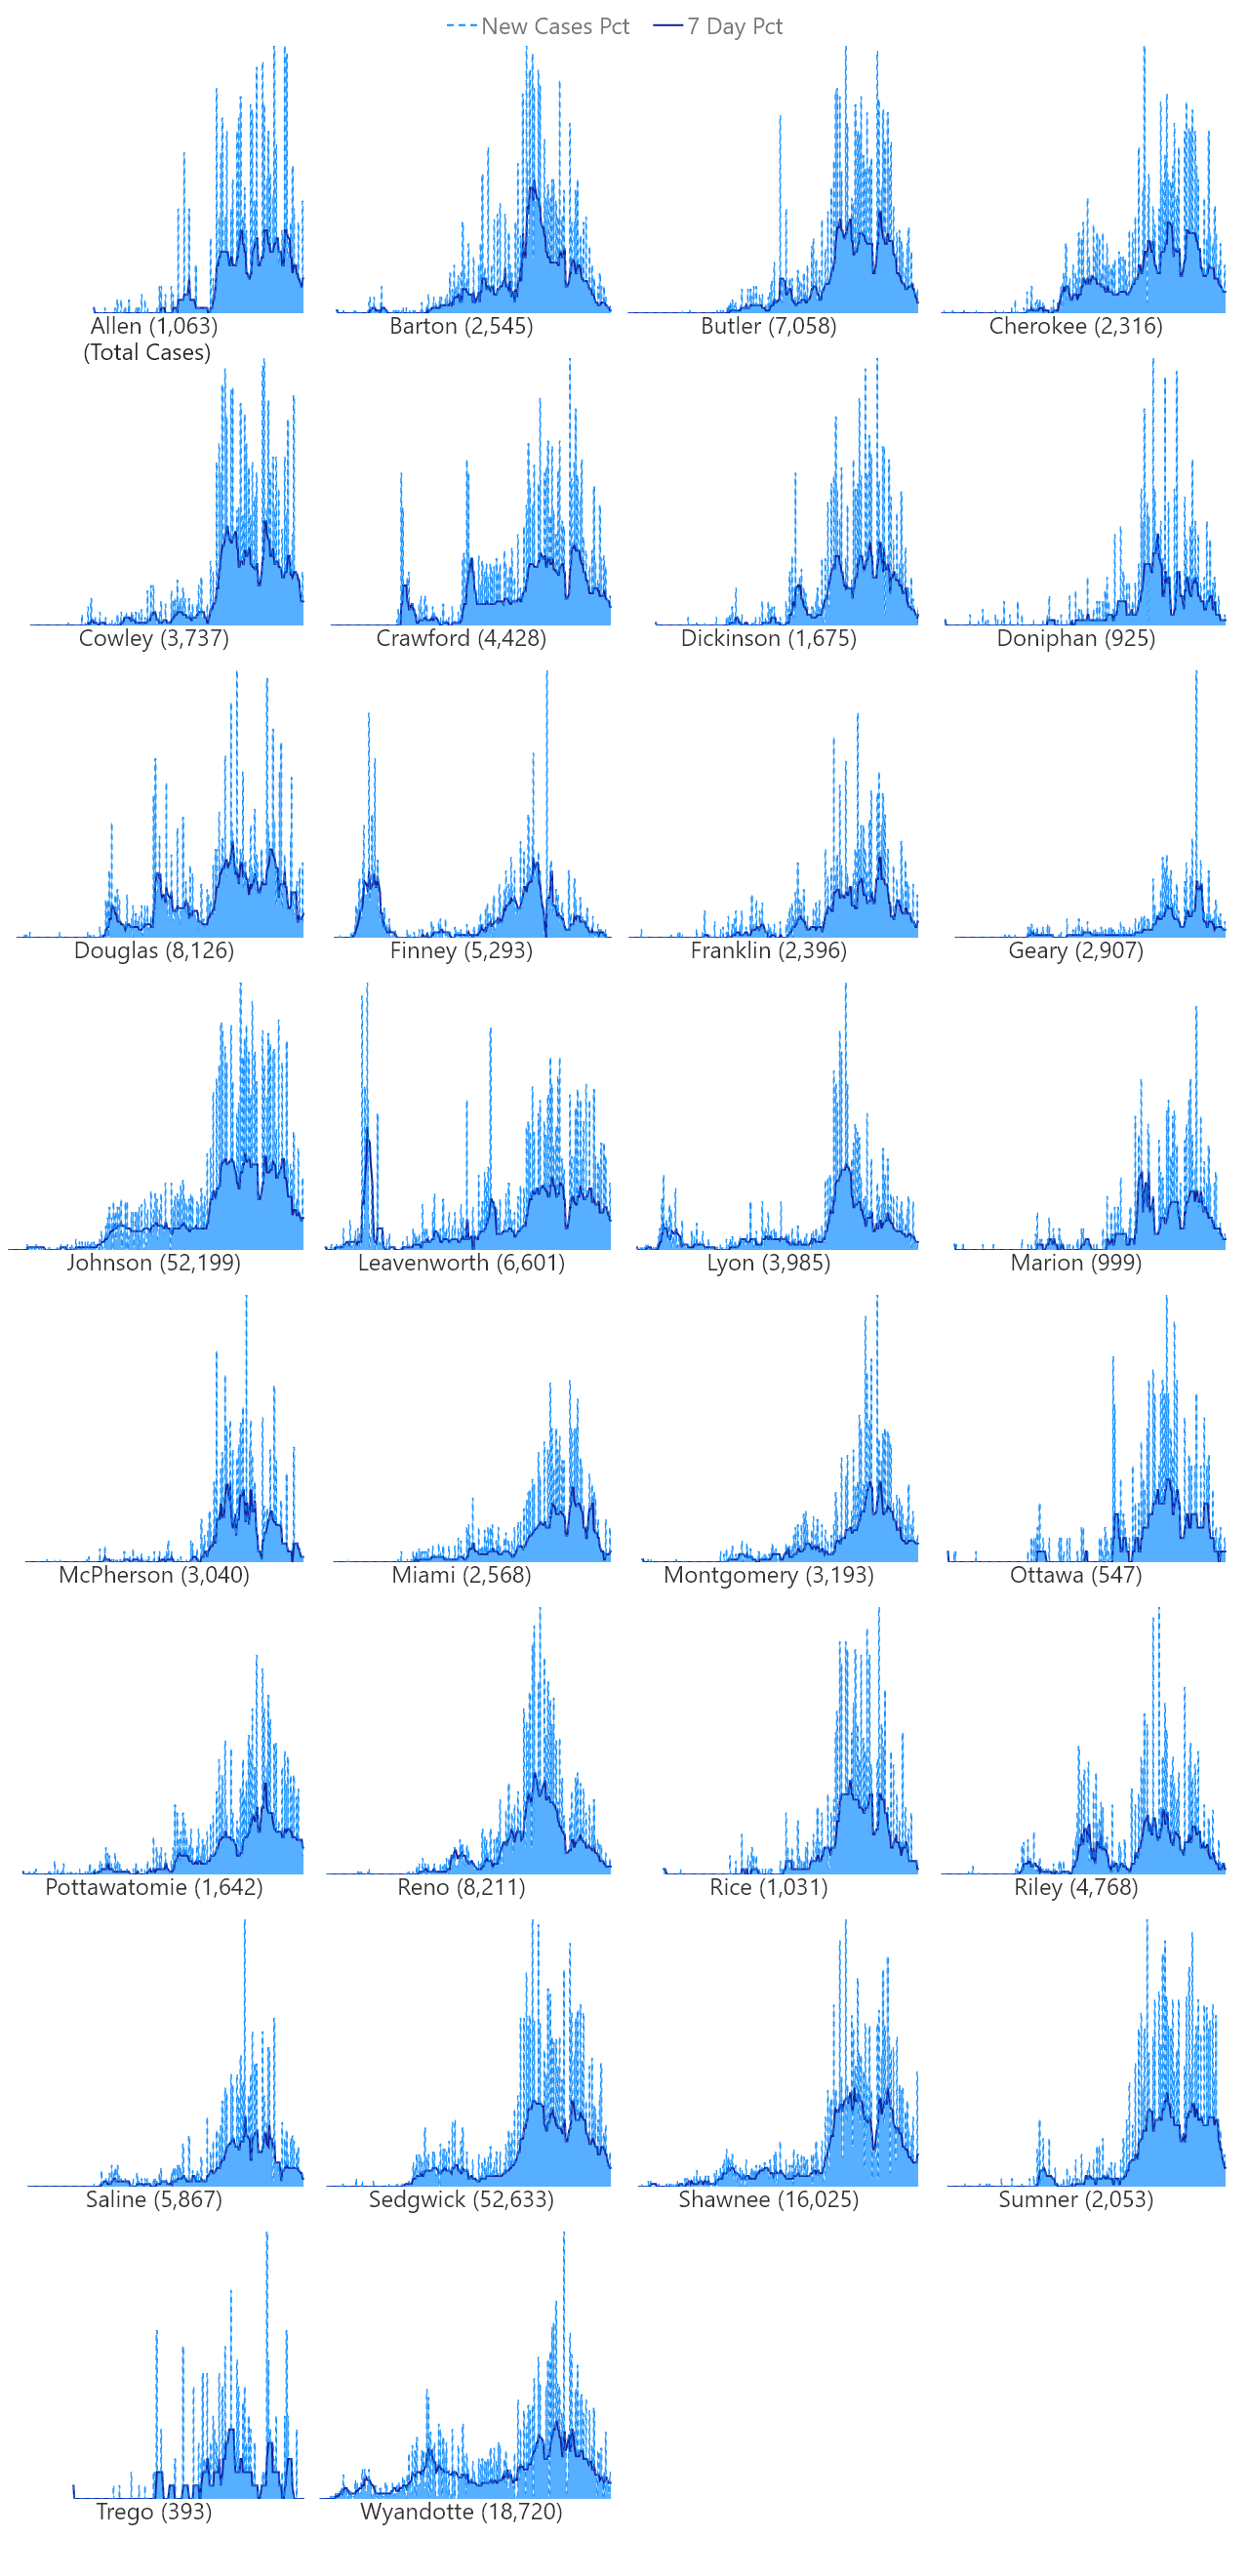 New Cases Pct 7 Day Pct
Allen (1,063) Barton (2,545) Butler (7,058) Cherokee (2,316)
(Total Cases)
Cowley (3,737) Crawford (4,428) Dickinson (1,675) Doniphan (925)
Douglas (8,126) Finney (5,293) Franklin (2,396) Geary (2,907)
Johnson (52,199) Leavenworth (6,601) Lyon (3,985) Marion (999)
McPherson (3,040) Miami (2,568) Montgomery (3,193) Ottawa (547)
Pottawatomie (1,642) Reno (8,211) Rice (1,031) Riley (4,768)
Saline (5,867) Sedgwick (52,633) Shawnee (16,025) Sumner (2,053)
Trego (393) Wyandotte (18,720)